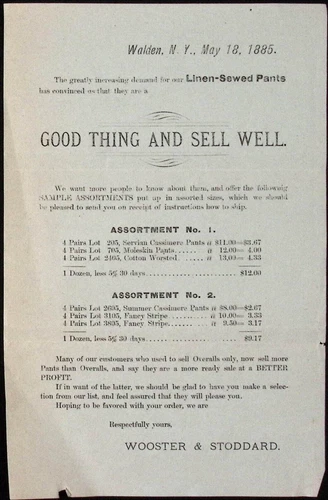 Walden, N. Y., May 18, 1885.
The greatly increasing demand for our Linen-Sewed Pants
has convinced us that they are a
GOOD THING AND SELL WELL.
We want more people to know about them, and offer the followeig
SAMPLE ASSORTMENTS put up in assorted sizes, which we should
be pleased to send you on receipt of instructions how to ship.
ASSORTMENT No. 1.
4 Pairs Lot 205, Servian Cassimere Pants a $11.00=$3.67
4 Pairs Lot 705, Moleskin Pants....... a 12.00= 4.00
4 Pairs Lot 2405, Cotton Worsted....... a 13.00= 4.33
1 Dozen, less 5% 30 days.................... $12.00
ASSORTMENT No. 2.
4 Pairs Lot 2605, Summer Cassimere Pants a $8.00=$2.67
4 Pairs Lot 3105, Fancy Stripe....... a 10.00= 3.33
4 Pairs Lot 3805, Fancy Stripe....... a 9.50= 3.17
1 Dozen, less 5% 30 days.................... $9.17
Many of our customers who used to sell Overalls only, now sell more
Pants than Overalls, and say they are a more ready sale at a BETTER
PROFIT.
If in want of the latter, we should be glad to have you make a selec-
tion from our list, and feel assured that they will please you.
Hoping to be favored with your order, we are
Respectfully yours,
WOOSTER & STODDARD.